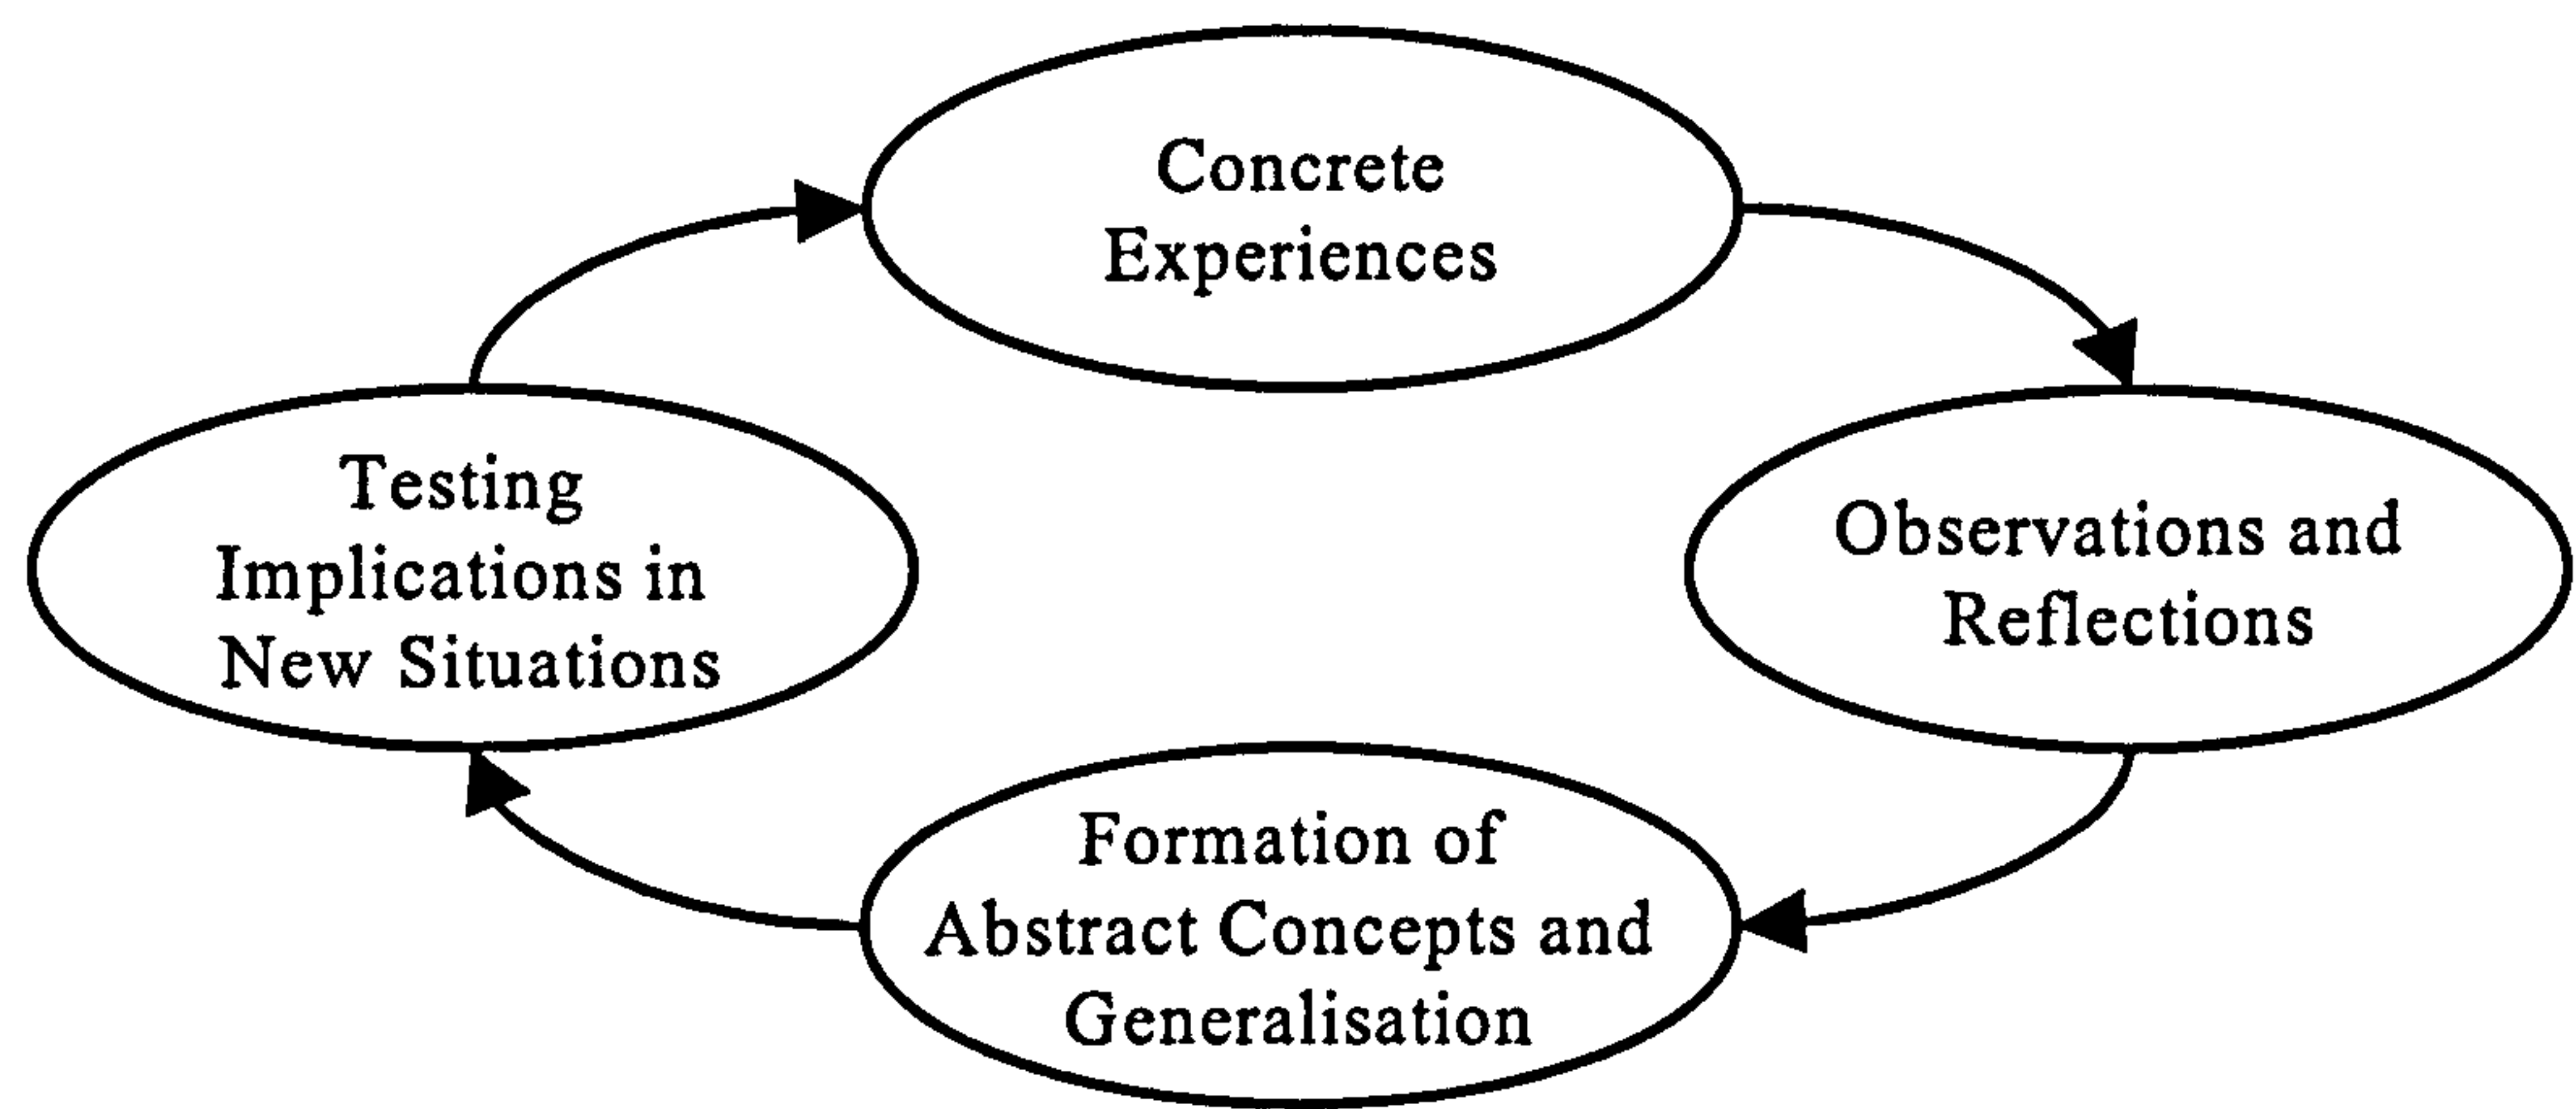 Concrete
Experiences
Observations and
Reflections
Formation of
Abstract Concepts and
Generalisation
Testing
Implications in
New Situations